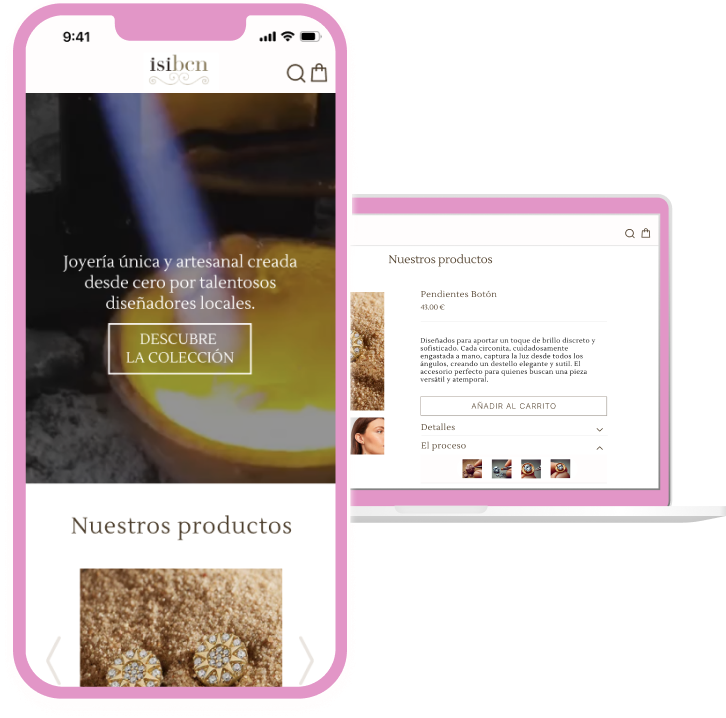 9:41
isibcn
Joyería única y artesanal creada
desde cero por talentosos
diseñadores locales.
DESCUBRE
LA COLECCIÓN
Nuestros productos
Nuestros productos
Pendientes Botón
43.00 €
Diseñados para aportar un toque de brillo discreto y
sofisticado. Cada circonita, cuidadosamente
engastada a mano, captura la luz desde todos los
ángulos, creando un destello elegante y sutil. El
accesorio perfecto para quienes buscan una pieza
versátil y atemporal.
AÑADIR AL CARRITO
Detalles
El proceso